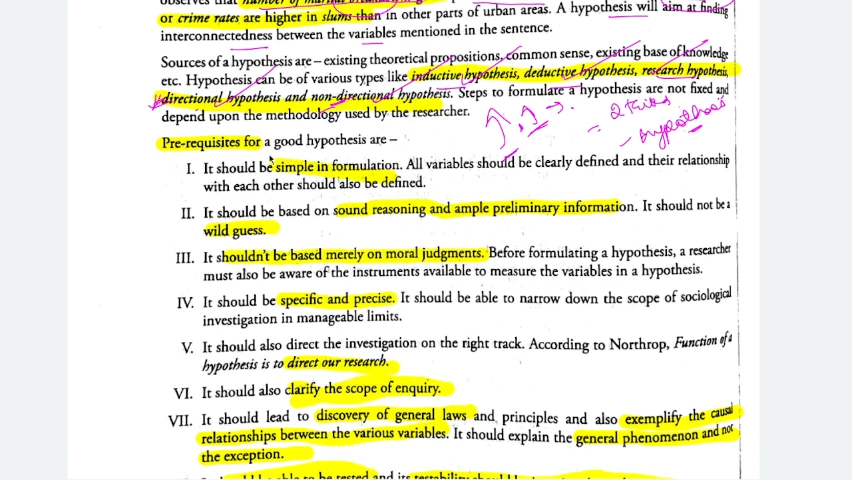 observes that number of
or crime rates are higher in slums than in other parts of urban areas. A hypothesis will aim at finding
interconnectedness between the variables mentioned in the sentence.
Sources of a hypothesis are – existing theoretical propositions, common sense, existing base of knowledge
etc. Hypothesis can be of various types like inductive hypothesis, deductive hypothesis, research hypothesis,
directional hypothesis and non-directional hypothesis. Steps to formulate a hypothesis are not fixed and
depend upon the methodology used by the researcher.
hypothesis
Pre-requisites for a good hypothesis are –
I. It should be simple in formulation. All variables should be clearly defined and their relationship
with each other should also be defined.
II. It should be based on sound reasoning and ample preliminary information. It should not be a
wild guess.
III. It shouldn't be based merely on moral judgments. Before formulating a hypothesis, a researcher
must also be aware of the instruments available to measure the variables in a hypothesis.
IV. It should be specific and precise. It should be able to narrow down the scope of sociological
investigation in manageable limits.
V. It should also direct the investigation on the right track. According to Northrop, Function of a
hypothesis is to direct our research.
VI. It should also clarify the scope of enquiry.
VII. It should lead to discovery of general laws and principles and also exemplify the causal
relationships between the various variables. It should explain the general phenomenon and not
the exception.
to be tested and its testability should